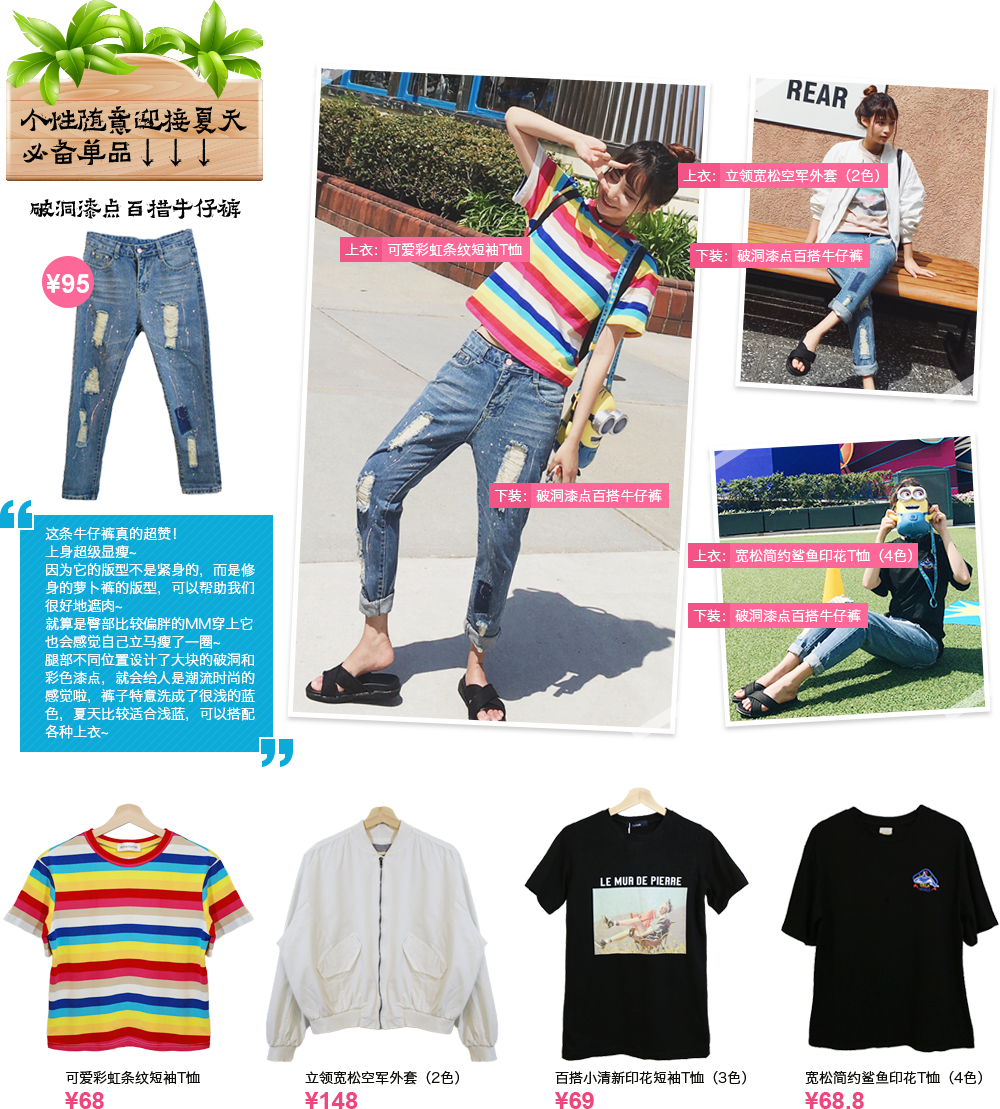 个性随意迎接夏天
必备单品↓↓↓
破洞漆点百搭牛仔裤
¥95
上衣：可爱彩虹条纹短袖T恤
下装：破洞漆点百搭牛仔裤
REAR
上衣：立领宽松空军外套（2色）
下装：破洞漆点百搭牛仔裤
上衣：宽松简约鲨鱼印花T恤（4色）
下装：破洞漆点百搭牛仔裤
这条牛仔裤真的超赞！
上身超级显瘦~
因为它的版型不是紧身的，而是修
身的萝卜裤的版型，可以帮助我们
很好地遮肉~
就算是臀部比较偏胖的MM穿上它
也会感觉自己立马瘦了一圈~
腿部不同位置设计了大块的破洞和
彩色漆点，就会给人是潮流时尚的
感觉啦，裤子特意洗成了很浅的蓝
色，夏天比较适合浅蓝，可以搭配
各种上衣~
LE MUR DE PIERRE
可爱彩虹条纹短袖T恤
¥68
立领宽松空军外套（2色）
¥148
百搭小清新印花短袖T恤（3色）
¥69
宽松简约鲨鱼印花T恤（4色）
¥68.8